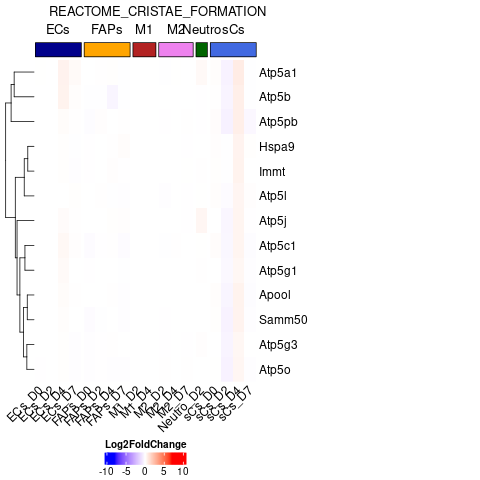 REACTOME_CRISTAE_FORMATION
ECs FAPs M1 M2 Neutros sCs
Atp5a1
Atp5b
Atp5pb
Hspa9
Immt
Atp5l
Atp5j
Atp5c1
Atp5g1
Apool
Samm50
Atp5g3
Atp5o
ECs_D0 ECs_D2 ECs_D4 ECs_D7 FAPs_D0 FAPs_D2 FAPs_D4 FAPs_D7 M1_D2 M1_D4 M2_D2 M2_D4 M2_D7 Neutro_D2 sCs_D0 sCs_D2 sCs_D4 sCs_D7
Log2FoldChange
-10 -5 0 5 10